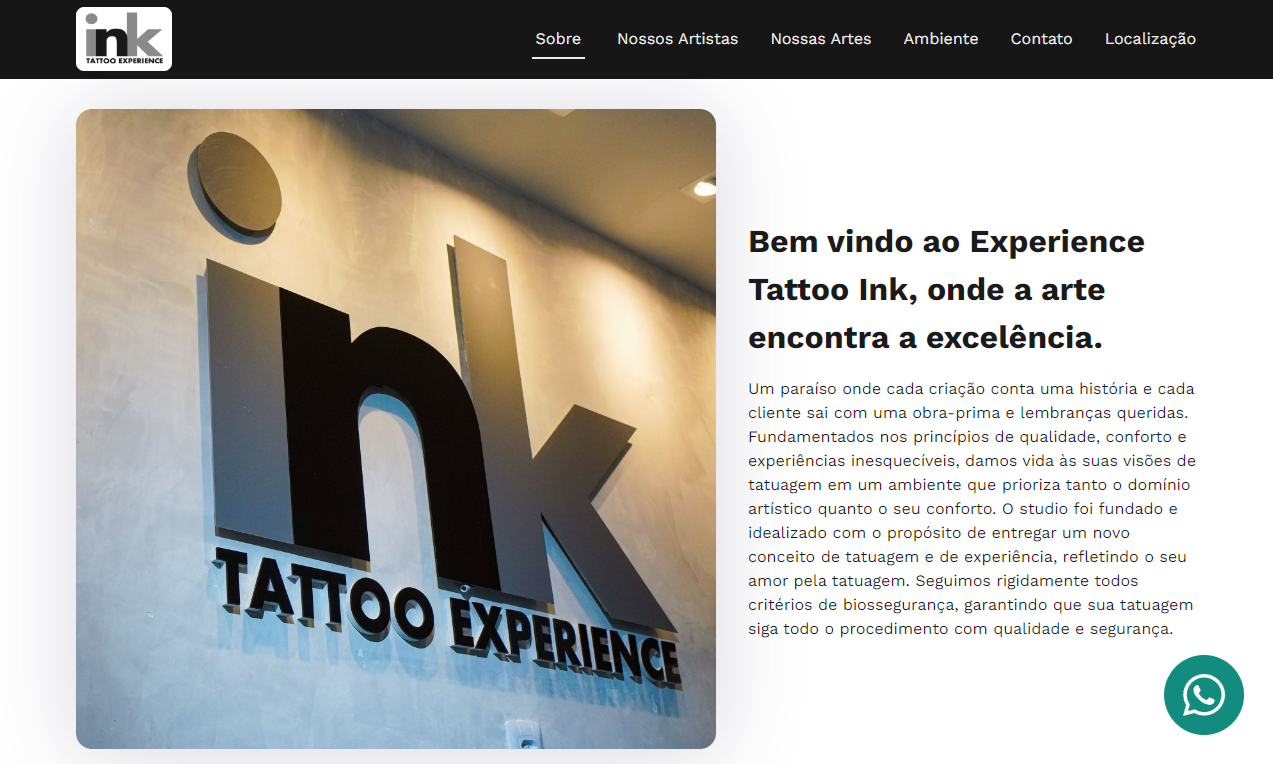 ink
TATTOO EXPERIENCE
Sobre Nossos Artistas Nossas Artes Ambiente Contato Localização
ink
TATTOO EXPERIENCE
Bem vindo ao Experience
Tattoo Ink, onde a arte
encontra a excelência.
Um paraíso onde cada criação conta uma história e cada
cliente sai com uma obra-prima e lembranças queridas.
Fundamentados nos princípios de qualidade, conforto e
experiências inesquecíveis, damos vida às suas visões de
tatuagem em um ambiente que prioriza tanto o domínio
artístico quanto o seu conforto. O studio foi fundado e
idealizado com o propósito de entregar um novo
conceito de tatuagem e de experiência, refletindo o seu
amor pela tatuagem. Seguimos rigidamente todos
critérios de biossegurança, garantindo que sua tatuagem
siga todo o procedimento com qualidade e segurança.